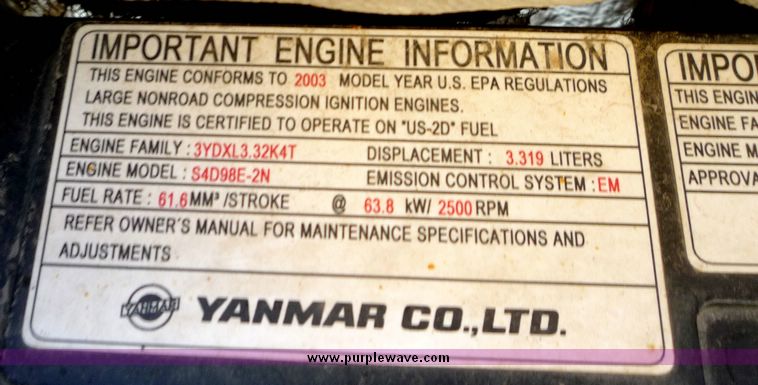 IMPORTANT ENGINE INFORMATION
THIS ENGINE CONFORMS TO 2003 MODEL YEAR U.S. EPA REGULATIONS
LARGE NONROAD COMPRESSION IGNITION ENGINES.
THIS ENGINE IS CERTIFIED TO OPERATE ON "US-2D" FUEL
ENGINE FAMILY : 3YDXL3.32K4T DISPLACEMENT : 3.319 LITERS
ENGINE MODEL : S4D98E-2N EMISSION CONTROL SYSTEM : EM
FUEL RATE : 61.6 MM³ /STROKE @ 63.8 kW/ 2500 RPM
REFER OWNER'S MANUAL FOR MAINTENANCE SPECIFICATIONS AND
ADJUSTMENTS
YANMAR YANMAR CO.,LTD.
IMPO
THIS ENGIN
ENGINE FA
ENGINE M
APPROVA
www.purplewave.com